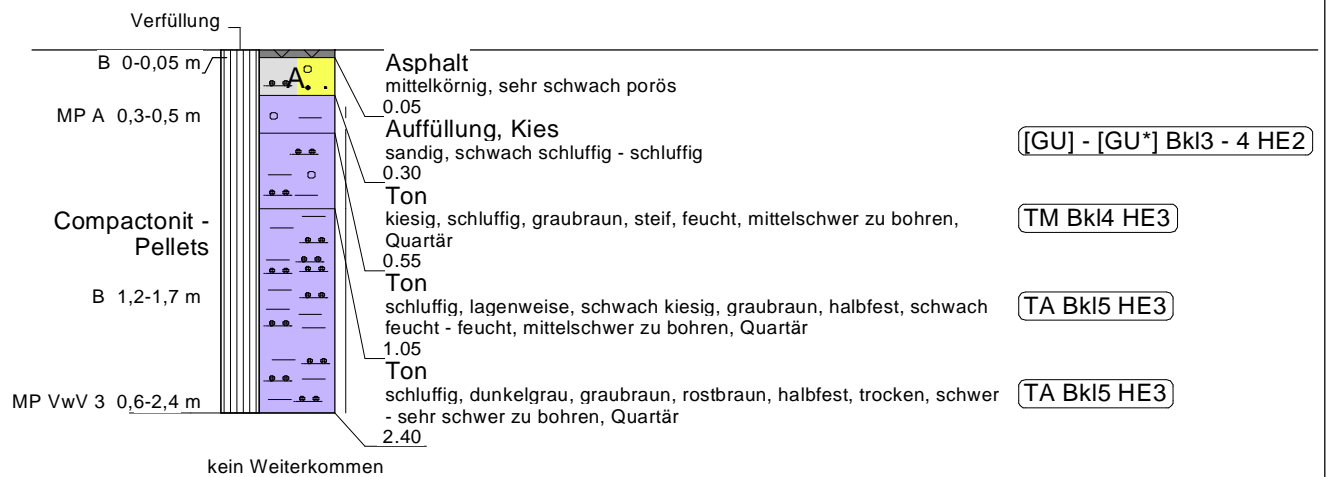 Verfüllung
B 0-0,05 m
A
MP A 0,3-0,5 m
Compactonit -
Pellets
B 1,2-1,7 m
MP VwV 3 0,6-2,4 m
kein Weiterkommen
Asphalt
mittelkörnig, sehr schwach porös
0.05
Auffüllung, Kies
sandig, schwach schluffig - schluffig
0.30
[GU] - [GU*] Bkl3 - 4 HE2
Ton
kiesig, schluffig, graubraun, steif, feucht, mittelschwer zu bohren,
Quartär
0.55
TM Bkl4 HE3
Ton
schluffig, lagenweise, schwach kiesig, graubraun, halbfest, schwach
feucht - feucht, mittelschwer zu bohren, Quartär
1.05
TA Bkl5 HE3
Ton
schluffig, dunkelgrau, graubraun, rostbraun, halbfest, trocken, schwer
- sehr schwer zu bohren, Quartär
2.40
TA Bkl5 HE3